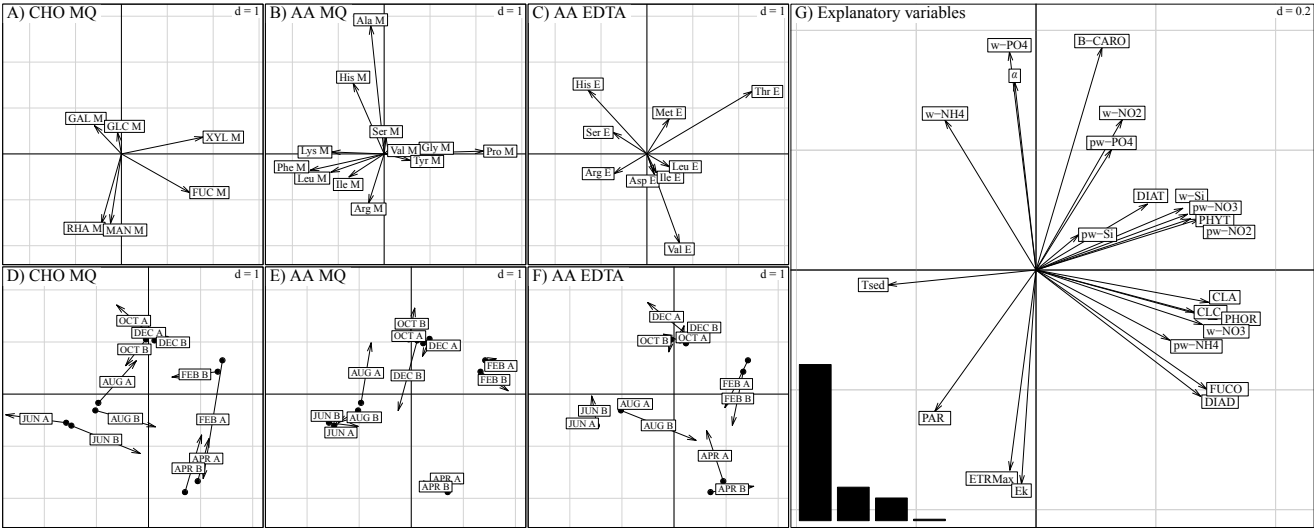 A) CHO MQ
d = 1
GAL M
GLC M
XYL M
FUC M
RHA M
MAN M
B) AA MQ
d = 1
Ala M
His M
Ser M
Lys M
Val M
Gly M
Pro M
Tyr M
Phe M
Leu M
Ile M
Arg M
C) AA EDTA
d = 1
His E
Thr E
Met E
Ser E
Arg E
Leu E
Asp E
Ile E
Val E
D) CHO MQ
d = 1
OCT A
DEC A
DEC B
OCT B
AUG A
FEB B
JUN A
AUG B
FEB A
JUN B
APR A
APR B
E) AA MQ
d = 1
OCT B
OCT A
DEC A
AUG A
DEC B
FEB A
FEB B
JUN B
AUG B
JUN A
APR A
APR B
F) AA EDTA
d = 1
DEC A
DEC B
OCT B
OCT A
FEB A
FEB B
AUG A
JUN B
JUN A
AUG B
APR A
APR B
G) Explanatory variables
d = 0.2
w−PO4
B−CARO
α
w−NH4
w−NO2
pw−PO4
DIAT
w−Si
pw−NO3
PHYT
pw−NO2
pw−Si
Tsed
CLA
CLC
PHOR
w−NO3
pw−NH4
FUCO
DIAD
PAR
ETRMax
Ek